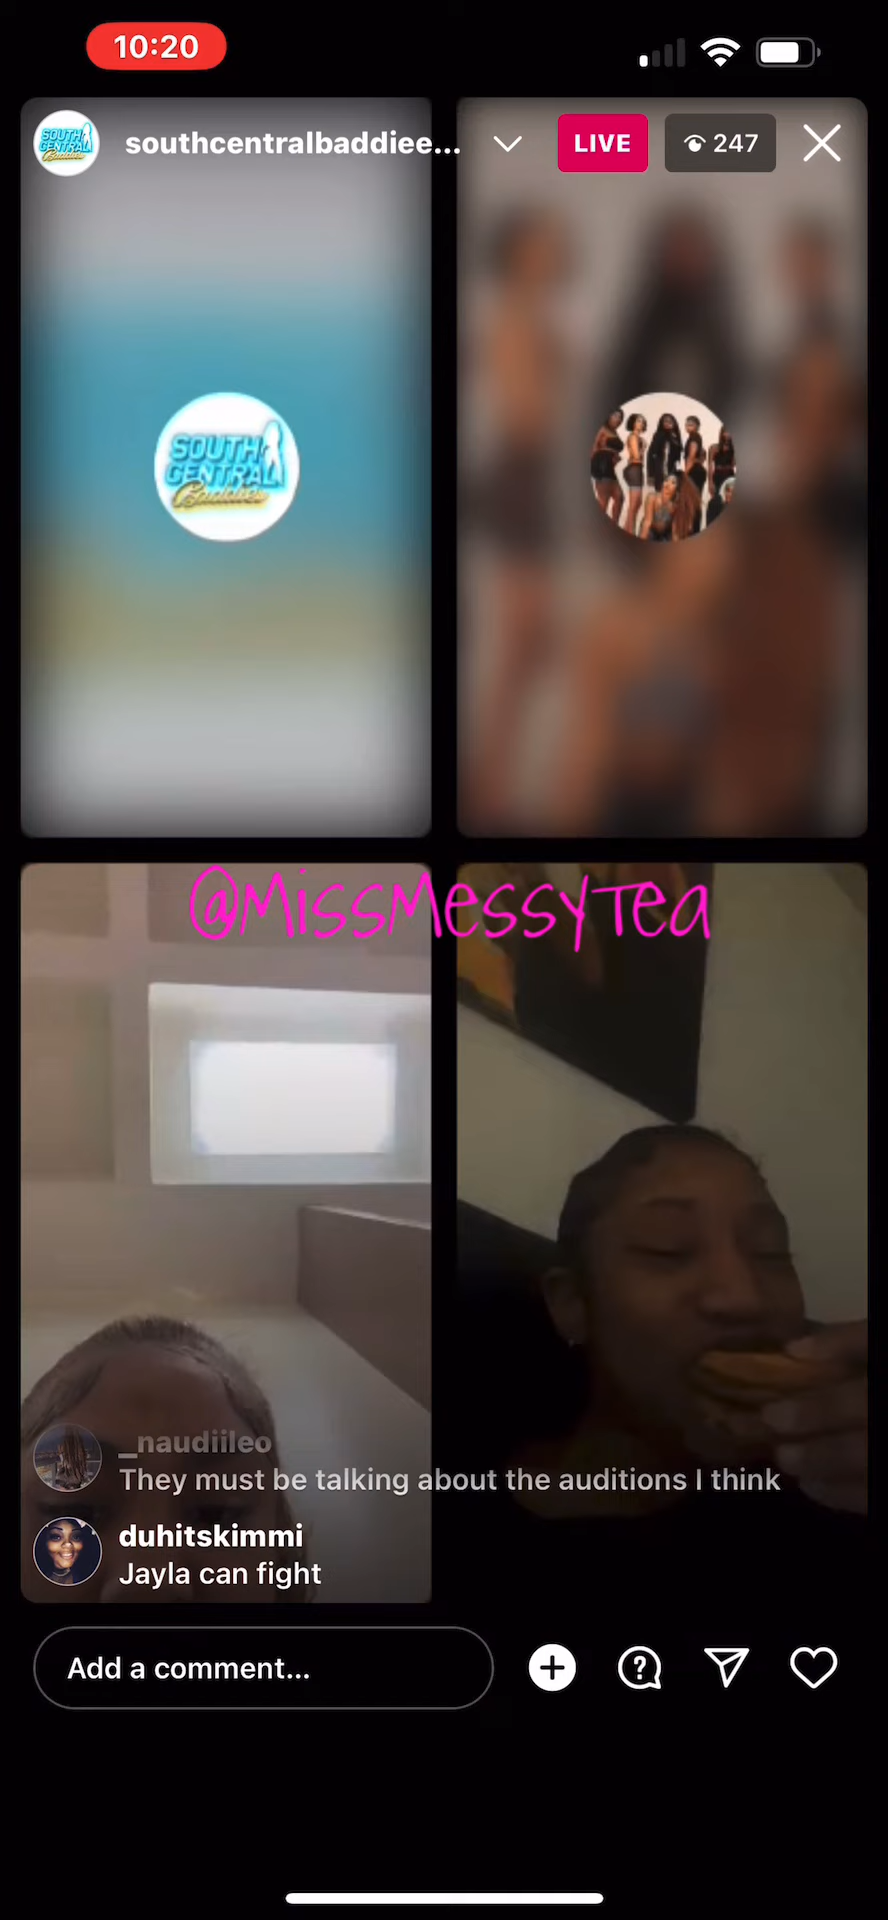 10:20
southcentralbaddiee...
LIVE
247
SOUTH
CENTRAL
Baddies
@MissMessyTea
_naudiileo
They must be talking about the auditions I think
duhitskimmi
Jayla can fight
Add a comment...